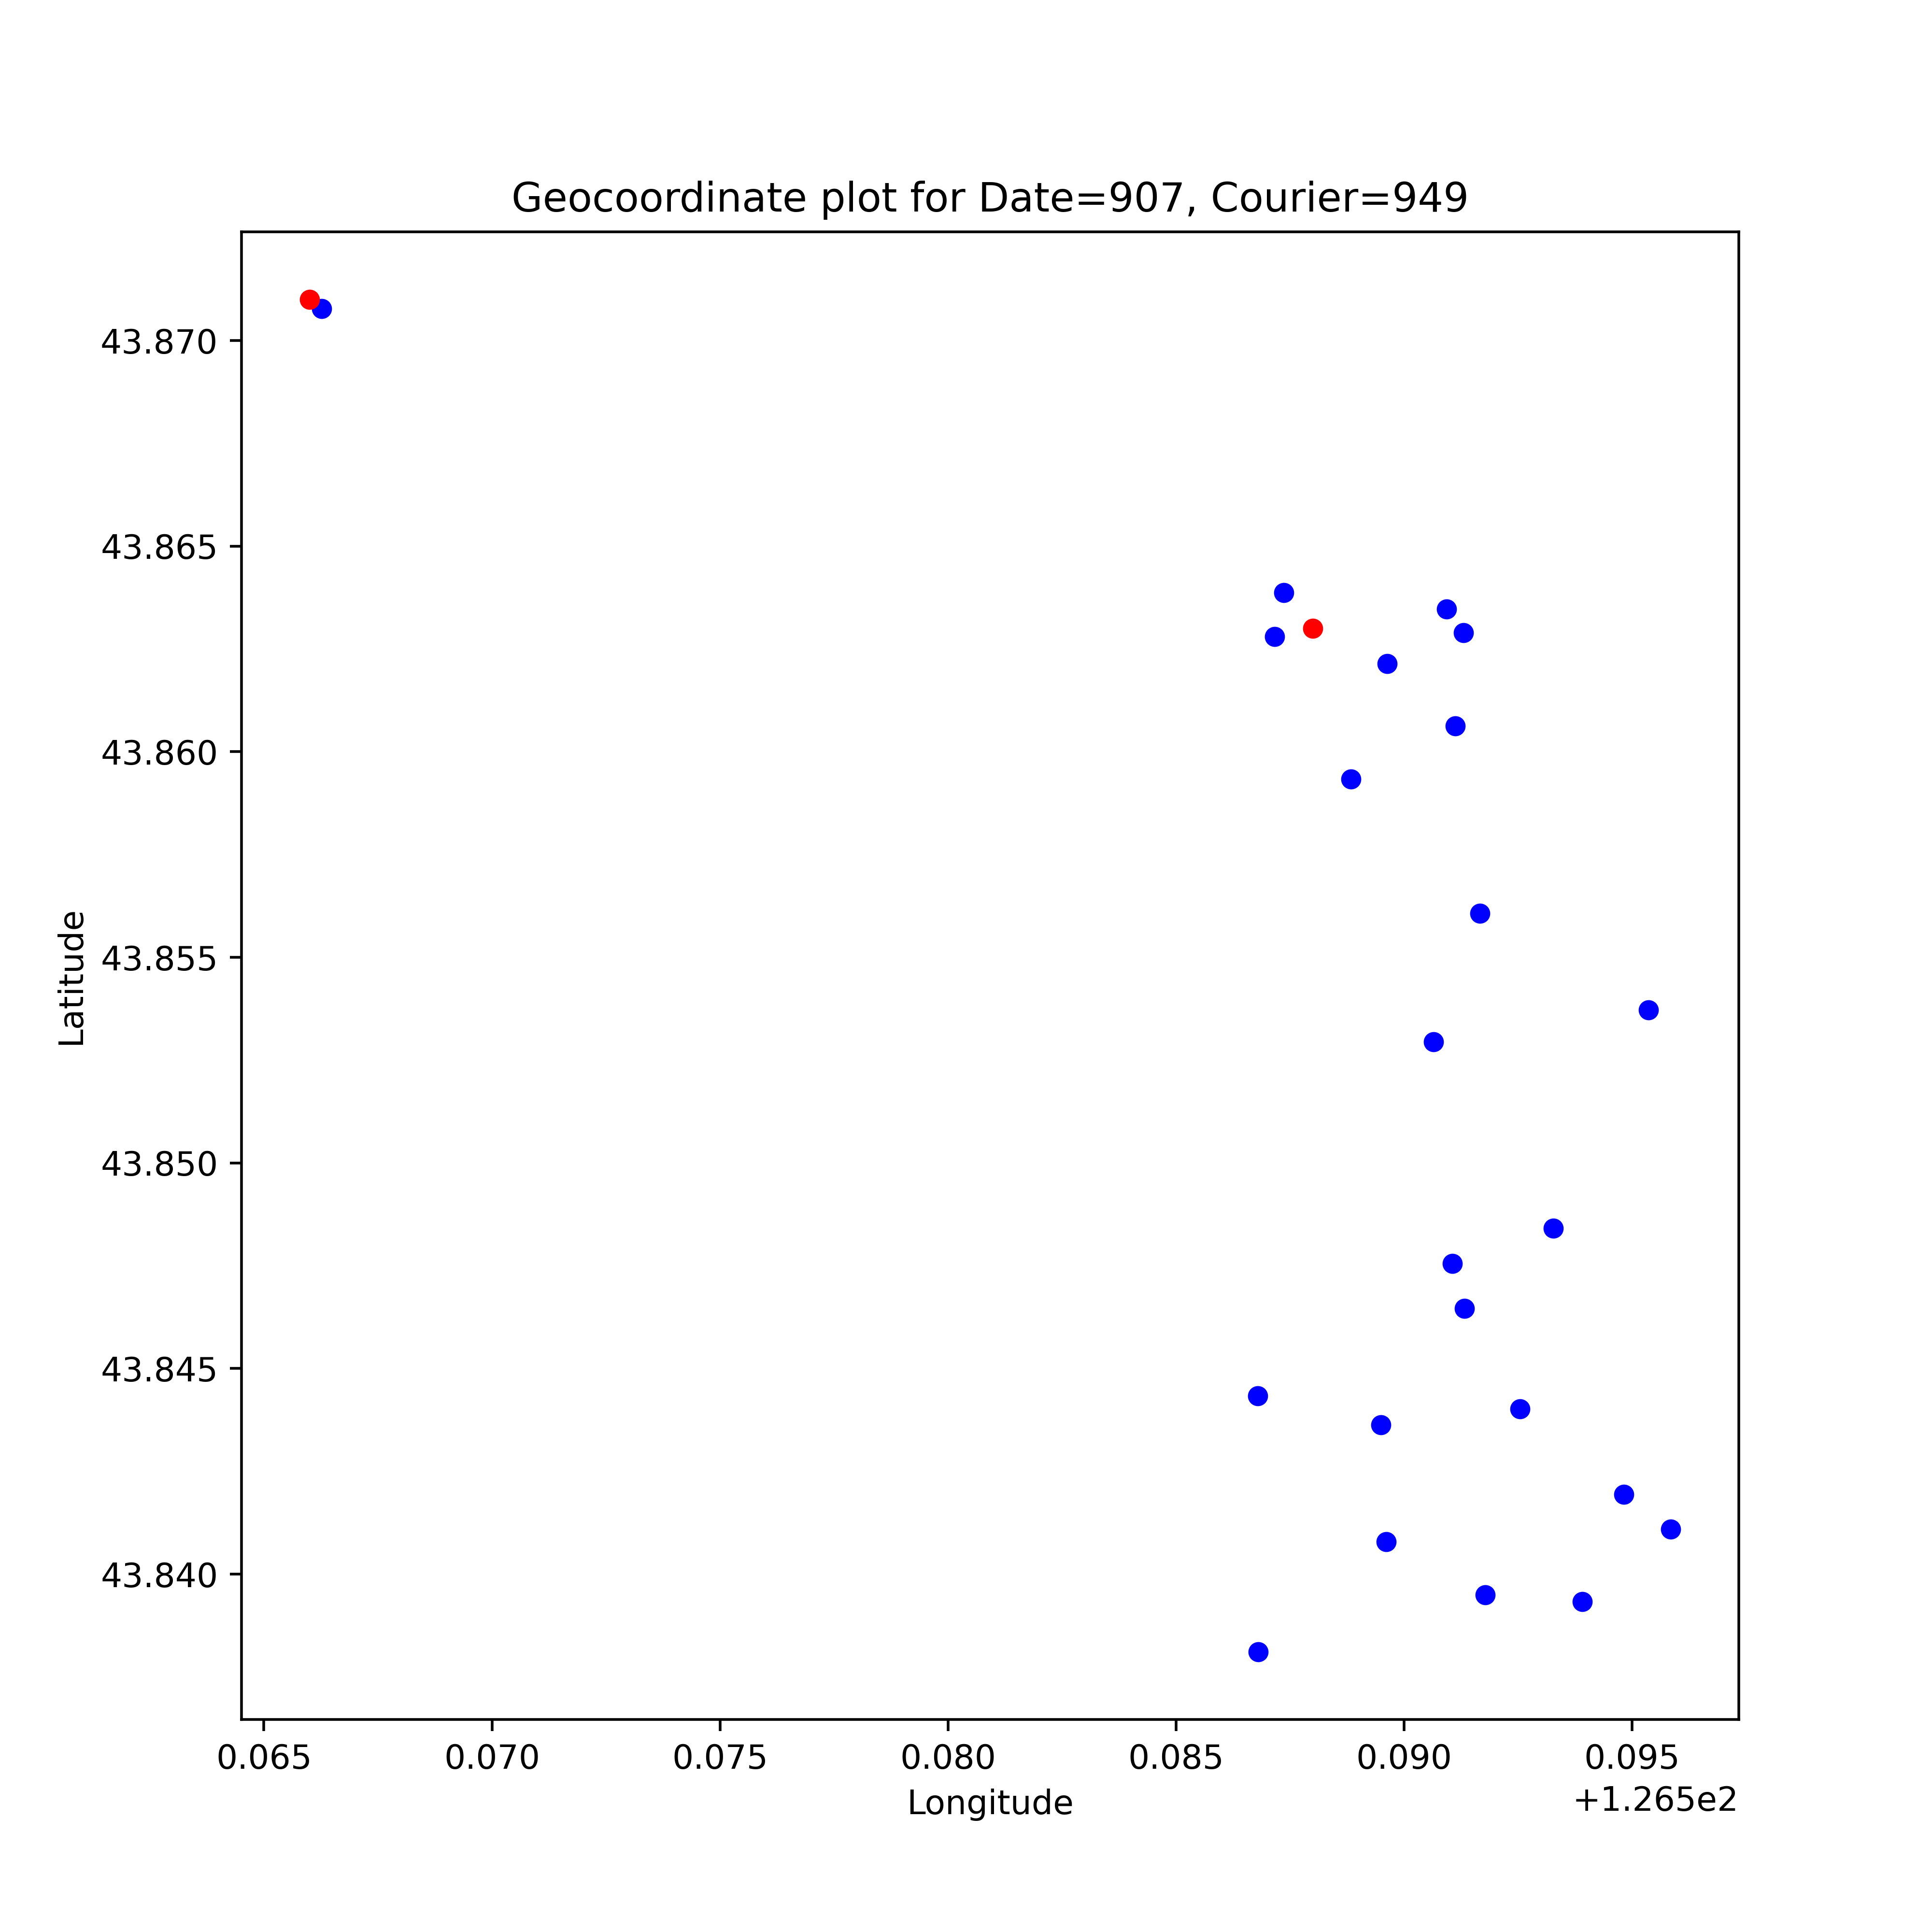 Geocoordinate plot for Date=907, Courier=949
43.870
43.865
43.860
43.855
43.850
43.845
43.840
Latitude
0.065 0.070 0.075 0.080 0.085 0.090 0.095
Longitude
+1.265e2